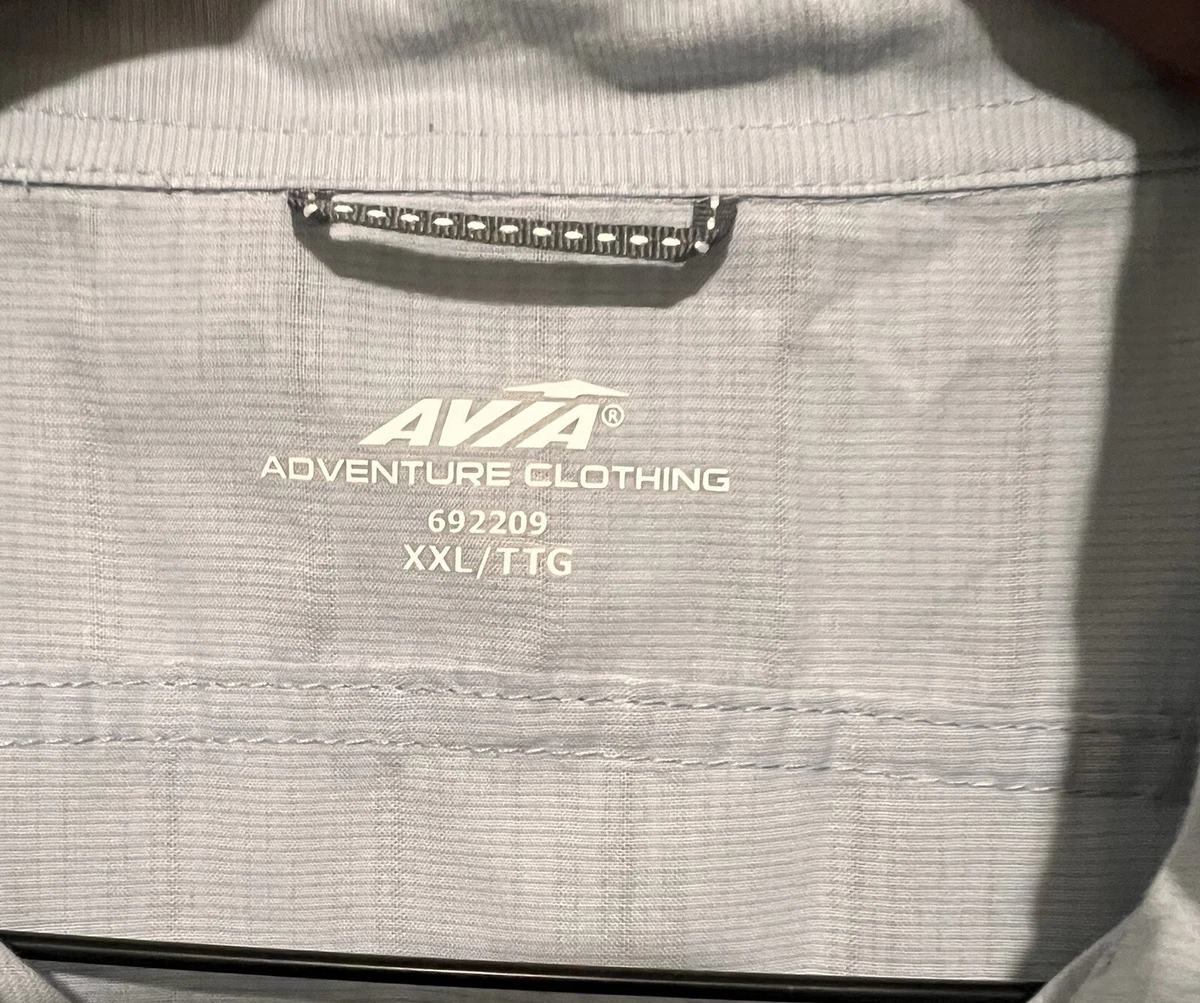 AVIA®
ADVENTURE CLOTHING
692209
XXL/TTG